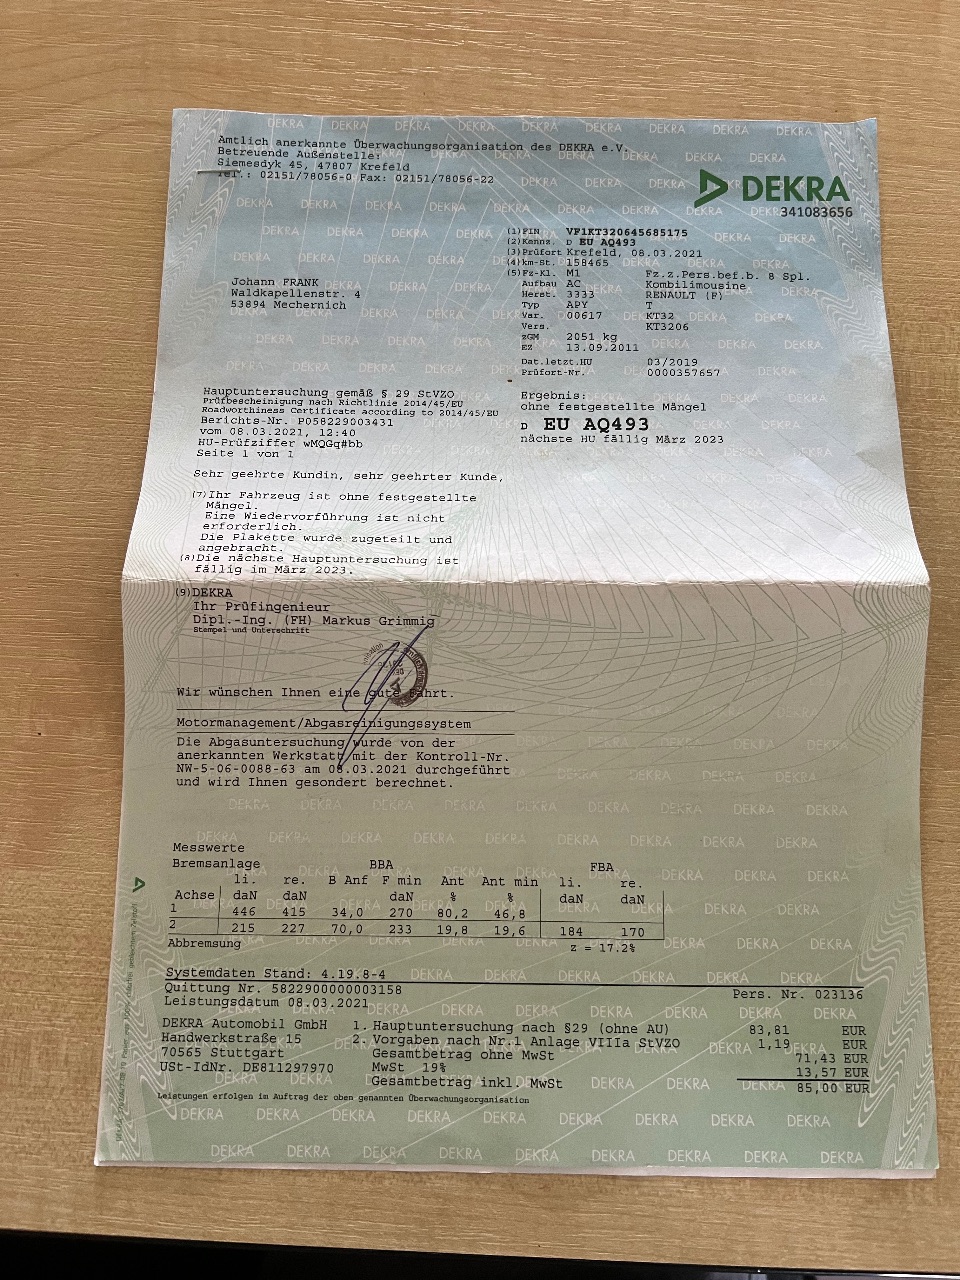 Amtlich anerkannte Überwachungsorganisation des DEKRA e.V.
Betreuende Außenstelle:
Siemesdyk 45, 47807 Krefeld
Tel.: 02151/78056-0 Fax: 02151/78056-22
DEKRA
341083656
(1) FIN VF1KT320645685175
(2) Kennz. D EU AQ493
(3) Prüfort Krefeld, 08.03.2021
(4) km-St. 158465
(5) Fz-Kl. M1 Fz.z.Pers.bef.b. 8 Spl.
Aufbau AC Kombilimousine
Herst. 3333 RENAULT (F)
Typ APY T
Var. 00617 KT32
Vers. KT3206
zGM 2051 kg
EZ 13.09.2011
Dat.letzt.HU 03/2019
Prüfort-Nr. 0000357657
Johann FRANK
Waldkapellenstr. 4
53894 Mechernich
Hauptuntersuchung gemäß § 29 StVZO
Prüfbescheinigung nach Richtlinie 2014/45/EU
Roadworthiness Certificate according to 2014/45/EU
Berichts-Nr. P058229003431
vom 08.03.2021, 12:40
HU-Prüfziffer wMQGq#bb
Seite 1 von 1
Ergebnis:
ohne festgestellte Mängel
D EU AQ493
nächste HU fällig März 2023
Sehr geehrte Kundin, sehr geehrter Kunde,
(7) Ihr Fahrzeug ist ohne festgestellte
Mängel.
Eine Wiedervorführung ist nicht
erforderlich.
Die Plakette wurde zugeteilt und
angebracht.
(8) Die nächste Hauptuntersuchung ist
fällig im März 2023.
(9) DEKRA
Ihr Prüfingenieur
Dipl.-Ing. (FH) Markus Grimmig
Stempel und Unterschrift
Wir wünschen Ihnen eine gute Fahrt.
Motormanagement/Abgasreinigungssystem
Die Abgasuntersuchung wurde von der
anerkannten Werkstatt mit der Kontroll-Nr.
NW-5-06-0088-63 am 08.03.2021 durchgeführt
und wird Ihnen gesondert berechnet.
Messwerte
Bremsanlage BBA FBA
li. re. B Anf F min Ant Ant min li. re.
Achse daN daN daN % % daN daN
1 446 415 34,0 270 80,2 46,8
2 215 227 70,0 233 19,8 19,6 184 170
Abbremsung z = 17.2%
Systemdaten Stand: 4.19.8-4
Quittung Nr. 5822900000003158 Pers. Nr. 023136
Leistungsdatum 08.03.2021
DEKRA Automobil GmbH 1. Hauptuntersuchung nach §29 (ohne AU) 83,81 EUR
Handwerkstraße 15 2. Vorgaben nach Nr.1 Anlage VIIIa StVZO 1,19 EUR
70565 Stuttgart Gesamtbetrag ohne MwSt 71,43 EUR
USt-IdNr. DE811297970 MwSt 19% 13,57 EUR
Gesamtbetrag inkl. MwSt 85,00 EUR
Leistungen erfolgen im Auftrag der oben genannten Überwachungsorganisation